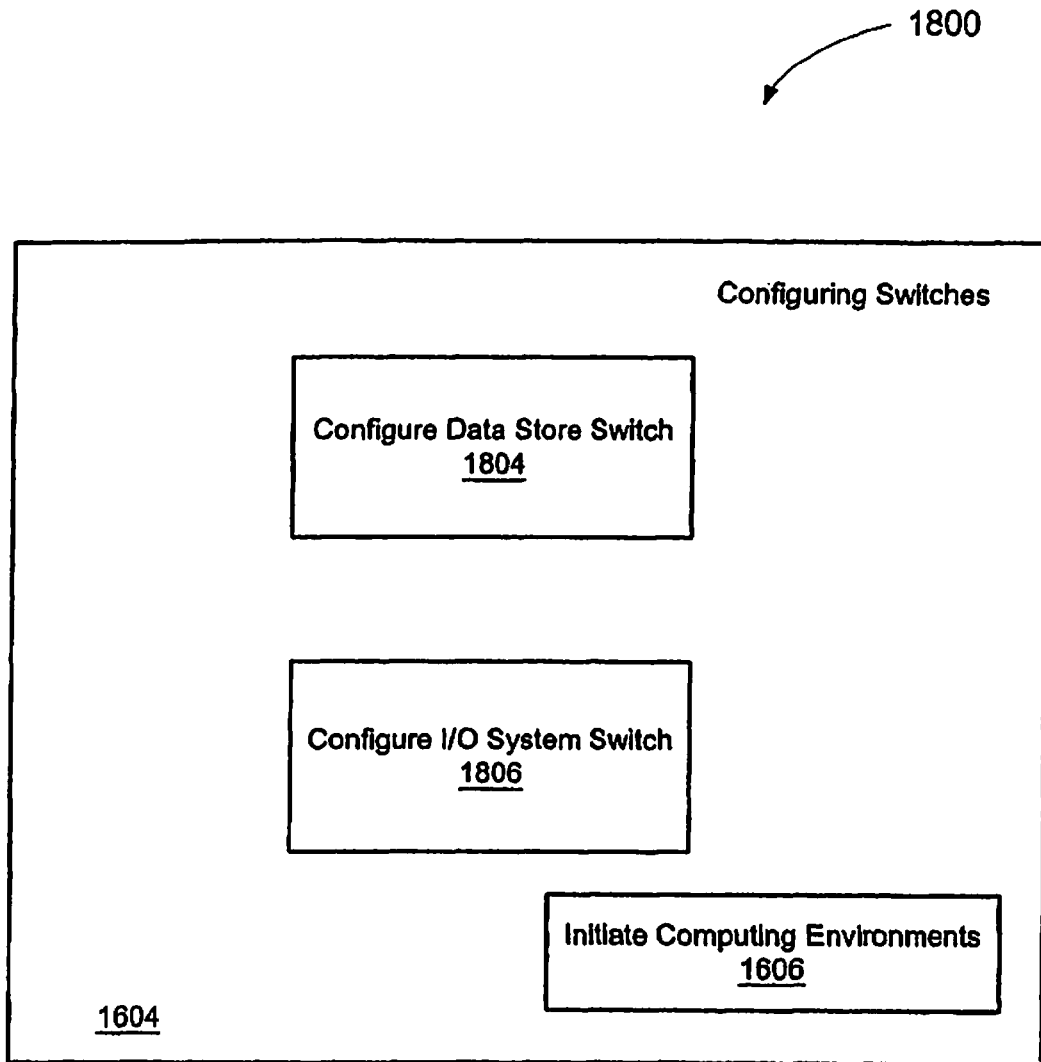 1800
Configuring Switches
Configure Data Store Switch
1804
Configure I/O System Switch
1806
Initiate Computing Environments
1606
1604